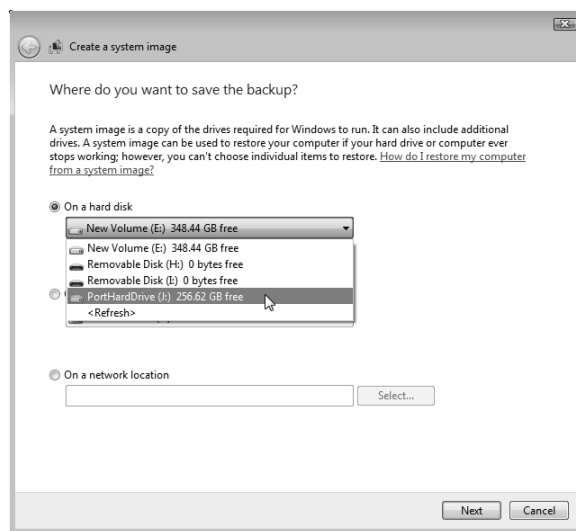 Create a system image
Where do you want to save the backup?
A system image is a copy of the drives required for Windows to run. It can also include additional
drives. A system image can be used to restore your computer if your hard drive or computer ever
stops working; however, you can't choose individual items to restore. How do I restore my computer
from a system image?
On a hard disk
New Volume (E:) 348.44 GB free
New Volume (E:) 348.44 GB free
Removable Disk (H:) 0 bytes free
Removable Disk (I:) 0 bytes free
PortHardDrive (J:) 256.62 GB free
<Refresh>
On a network location
Select...
Next Cancel